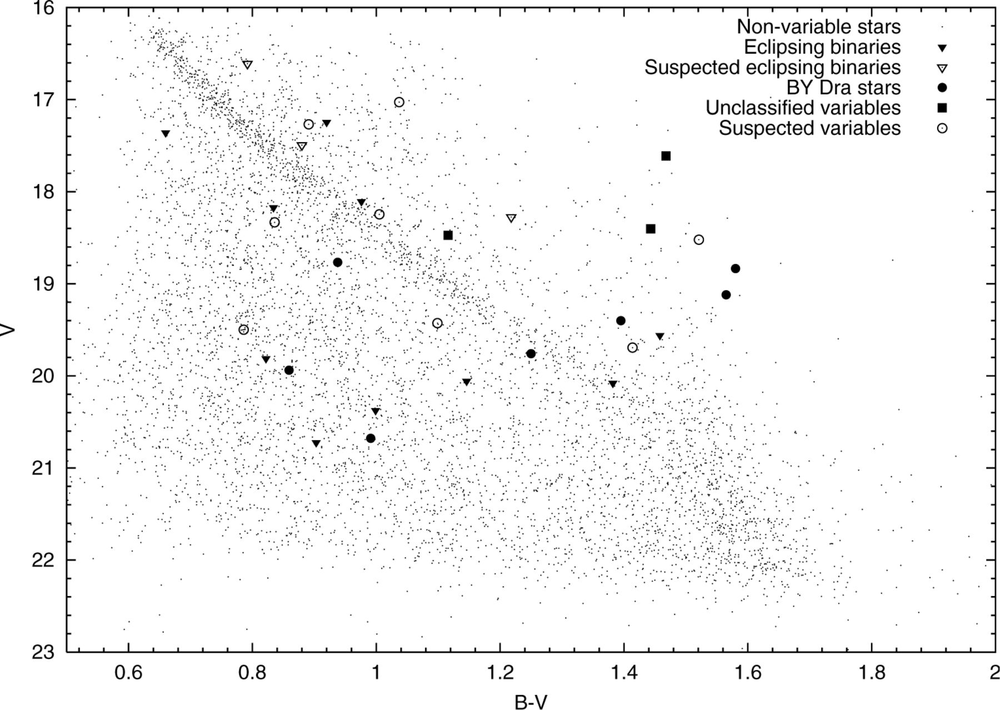 16
17
18
19
20
21
22
23
V
Non-variable stars
Eclipsing binaries
Suspected eclipsing binaries
BY Dra stars
Unclassified variables
Suspected variables
0.6 0.8 1 1.2 1.4 1.6 1.8 2
B-V